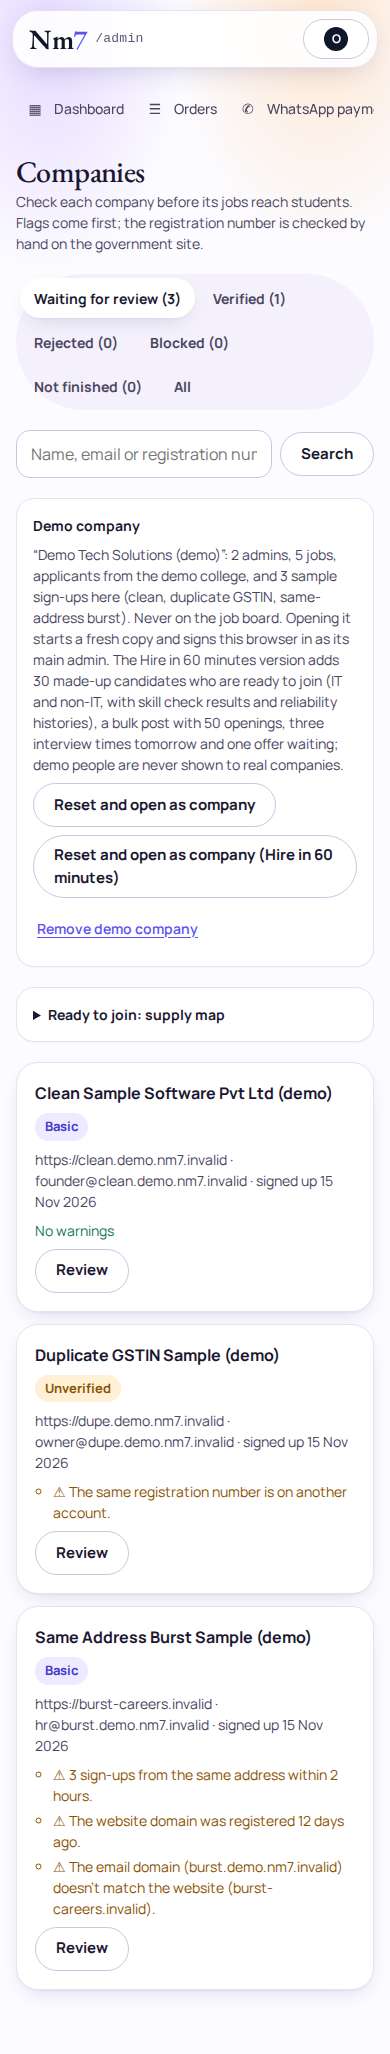 Nm7 /admin
O
▦ Dashboard ☰ Orders ✆ WhatsApp paym
Companies
Check each company before its jobs reach students.
Flags come first; the registration number is checked by
hand on the government site.
Waiting for review (3) Verified (1)
Rejected (0) Blocked (0)
Not finished (0) All
Name, email or registration nur
Search
Demo company
“Demo Tech Solutions (demo)”: 2 admins, 5 jobs,
applicants from the demo college, and 3 sample
sign-ups here (clean, duplicate GSTIN, same-
address burst). Never on the job board. Opening it
starts a fresh copy and signs this browser in as its
main admin. The Hire in 60 minutes version adds
30 made-up candidates who are ready to join (IT
and non-IT, with skill check results and reliability
histories), a bulk post with 50 openings, three
interview times tomorrow and one offer waiting;
demo people are never shown to real companies.
Reset and open as company
Reset and open as company (Hire in 60
minutes)
Remove demo company
▶ Ready to join: supply map
Clean Sample Software Pvt Ltd (demo)
Basic
https://clean.demo.nm7.invalid ·
founder@clean.demo.nm7.invalid · signed up 15
Nov 2026
No warnings
Review
Duplicate GSTIN Sample (demo)
Unverified
https://dupe.demo.nm7.invalid ·
owner@dupe.demo.nm7.invalid · signed up 15 Nov
2026
⚠ The same registration number is on another
account.
Review
Same Address Burst Sample (demo)
Basic
https://burst-careers.invalid ·
hr@burst.demo.nm7.invalid · signed up 15 Nov
2026
⚠ 3 sign-ups from the same address within 2
hours.
⚠ The website domain was registered 12 days
ago.
⚠ The email domain (burst.demo.nm7.invalid)
doesn't match the website (burst-
careers.invalid).
Review